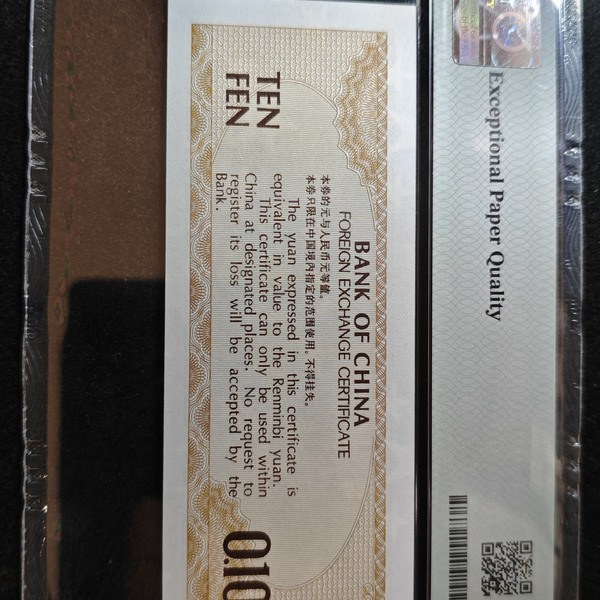 Exceptional Paper Quality
BANK OF CHINA
FOREIGN EXCHANGE CERTIFICATE
本券的元与人民币元等值。
本券只限在中国境内指定的范围使用。不得挂失。
The yuan expressed in this certificate is
equivalent in value to the Renminbi yuan.
This certificate can only be used within
China at designated places. No request to
register its loss will be accepted by the
Bank.
TEN
FEN
0.10